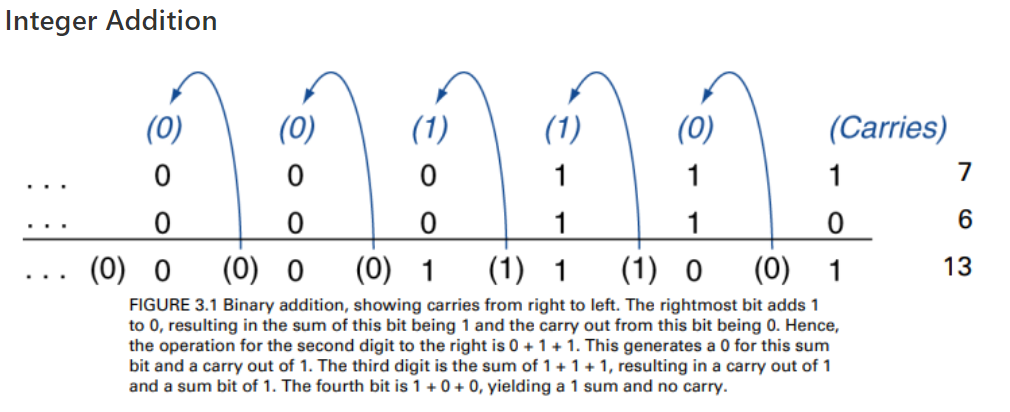 Integer Addition
(0) (0) (1) (1) (0) (Carries)
... 0 0 0 1 1 1 7
... 0 0 0 1 1 0 6
... (0) 0 (0) 0 (0) 1 (1) 1 (1) 0 (0) 1 13
FIGURE 3.1 Binary addition, showing carries from right to left. The rightmost bit adds 1
to 0, resulting in the sum of this bit being 1 and the carry out from this bit being 0. Hence,
the operation for the second digit to the right is 0 + 1 + 1. This generates a 0 for this sum
bit and a carry out of 1. The third digit is the sum of 1 + 1 + 1, resulting in a carry out of 1
and a sum bit of 1. The fourth bit is 1 + 0 + 0, yielding a 1 sum and no carry.